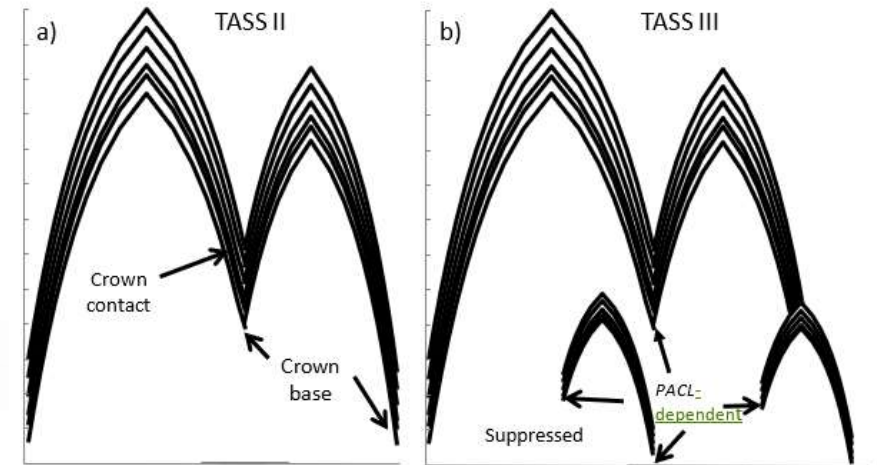 a)
TASS II
Crown
contact
Crown
base
b)
TASS III
PACL-
dependent
Suppressed